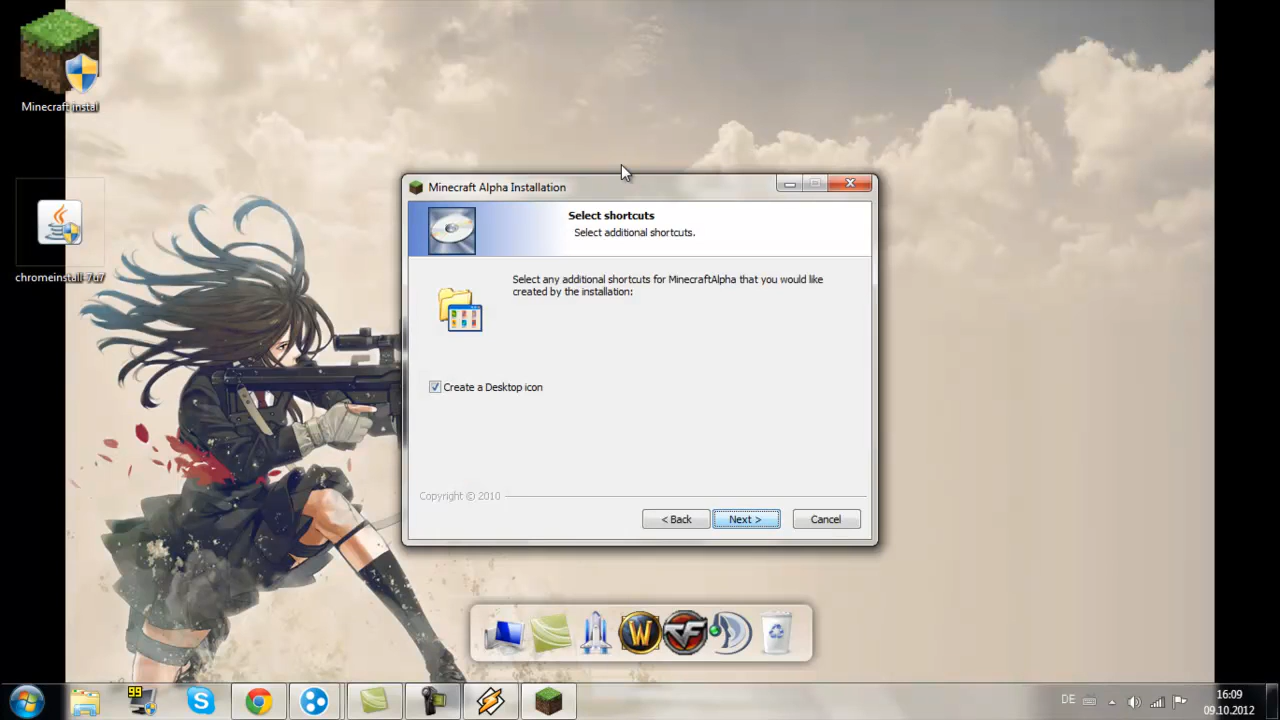 Minecraft instal
chromeinstall-7u7
Minecraft Alpha Installation
Select shortcuts
Select additional shortcuts.
Select any additional shortcuts for MinecraftAlpha that you would like
created by the installation:
Create a Desktop icon
Copyright © 2010
< Back
Next >
Cancel
W
99
S
DE
16:09
09.10.2012